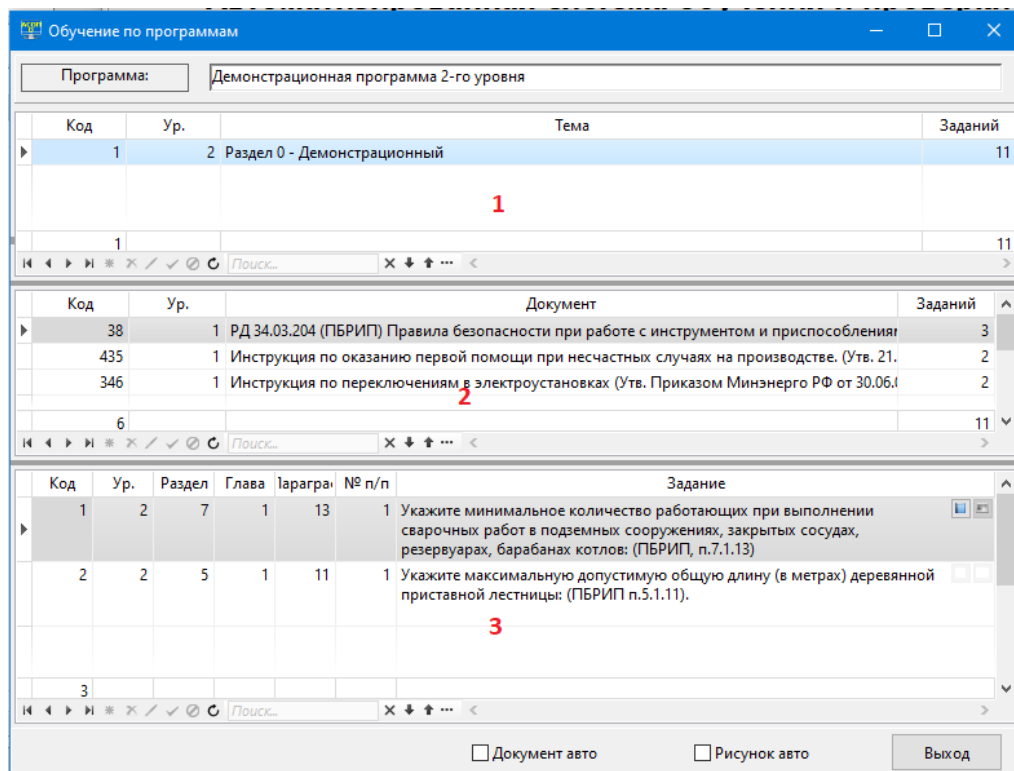 Обучение по программам
Программа: Демонстрационная программа 2-го уровня
Код Ур. Тема Заданий
1 2 Раздел 0 - Демонстрационный 11
1
1 11
Поиск...
Код Ур. Документ Заданий
38 1 РД 34.03.204 (ПБРИП) Правила безопасности при работе с инструментом и приспособления 3
435 1 Инструкция по оказанию первой помощи при несчастных случаях на производстве. (Утв. 21. 2
346 1 Инструкция по переключениям в электроустановках (Утв. Приказом Минэнерго РФ от 30.06. 2
2
6 11
Поиск...
Код Ур. Раздел Глава Параграф № п/п Задание
1 2 7 1 13 1 Укажите минимальное количество работающих при выполнении
сварочных работ в подземных сооружениях, закрытых сосудах,
резервуарах, барабанах котлов: (ПБРИП, п.7.1.13)
2 2 5 1 11 1 Укажите максимальную допустимую общую длину (в метрах) деревянной
приставной лестницы: (ПБРИП п.5.1.11).
3
3
Поиск...
Документ авто Рисунок авто Выход